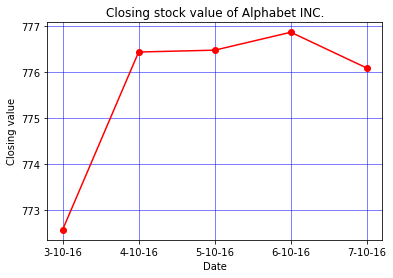 Closing stock value of Alphabet INC.
777
776
775
774
773
Closing value
3-10-16 4-10-16 5-10-16 6-10-16 7-10-16
Date